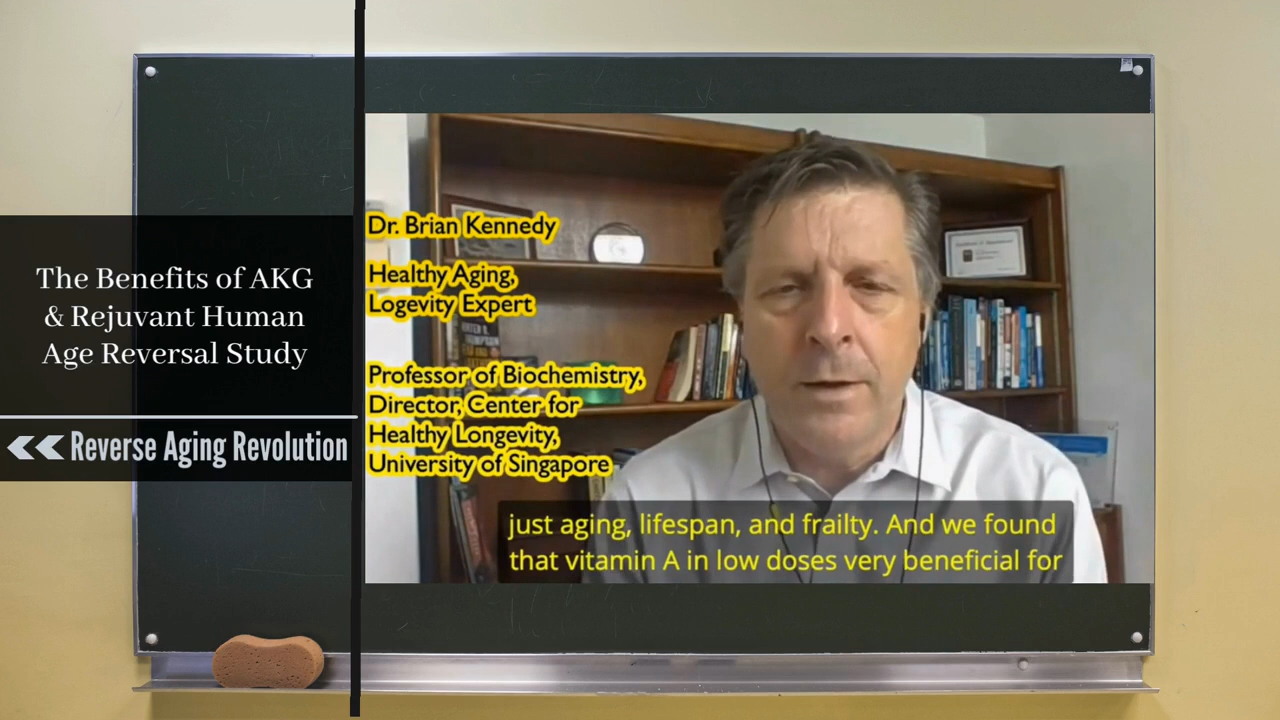 The Benefits of AKG
& Rejuvant Human
Age Reversal Study
Reverse Aging Revolution
Dr. Brian Kennedy
Healthy Aging,
Logevity Expert
Professor of Biochemistry,
Director, Center for
Healthy Longevity,
University of Singapore
just aging, lifespan, and frailty. And we found
that vitamin A in low doses very beneficial for